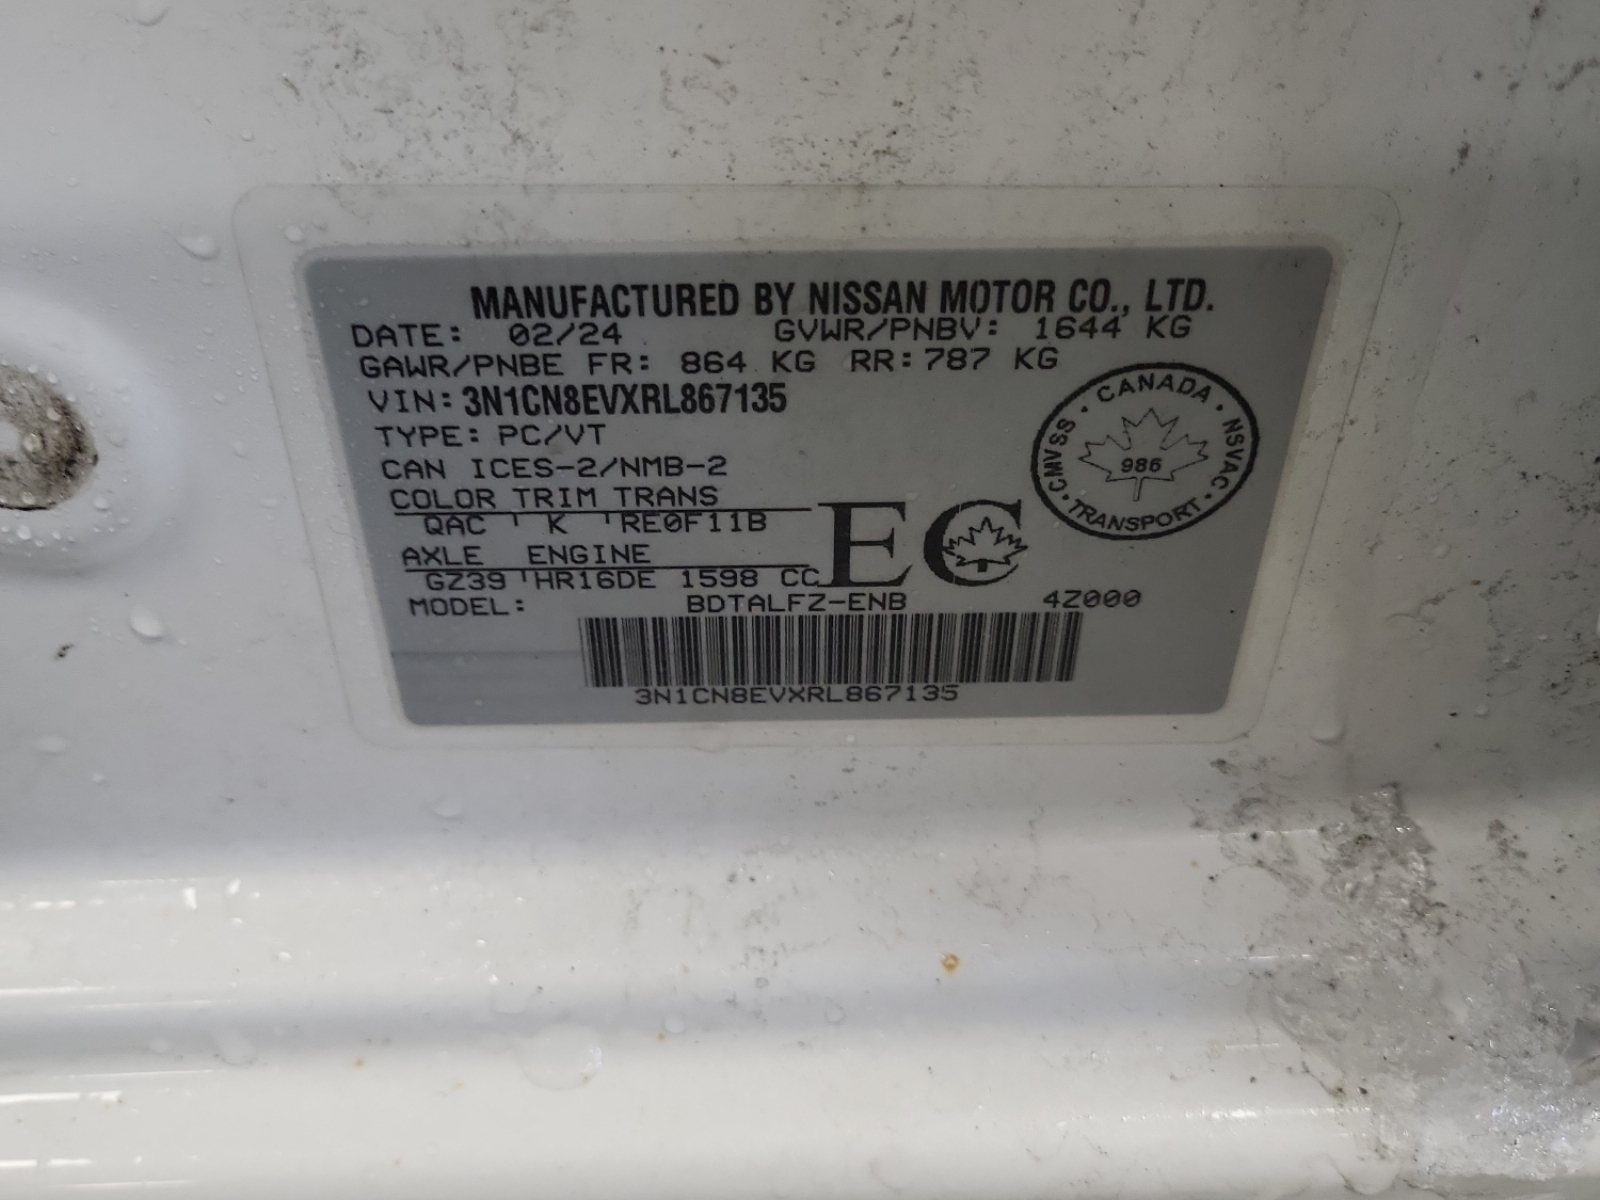 MANUFACTURED BY NISSAN MOTOR CO., LTD.
DATE: 02/24 GVWR/PNBV: 1644 KG
GAWR/PNBE FR: 864 KG RR: 787 KG
VIN: 3N1CN8EVXRL867135
TYPE: PC/VT
CAN ICES-2/NMB-2
COLOR TRIM TRANS
QAC K RE0F11B
AXLE ENGINE
GZ39 HR16DE 1598 CC
EC
CANADA · NSVAC · TRANSPORT · CMVSS ·
986
MODEL: BDTALFZ-ENB 4Z000
3N1CN8EVXRL867135